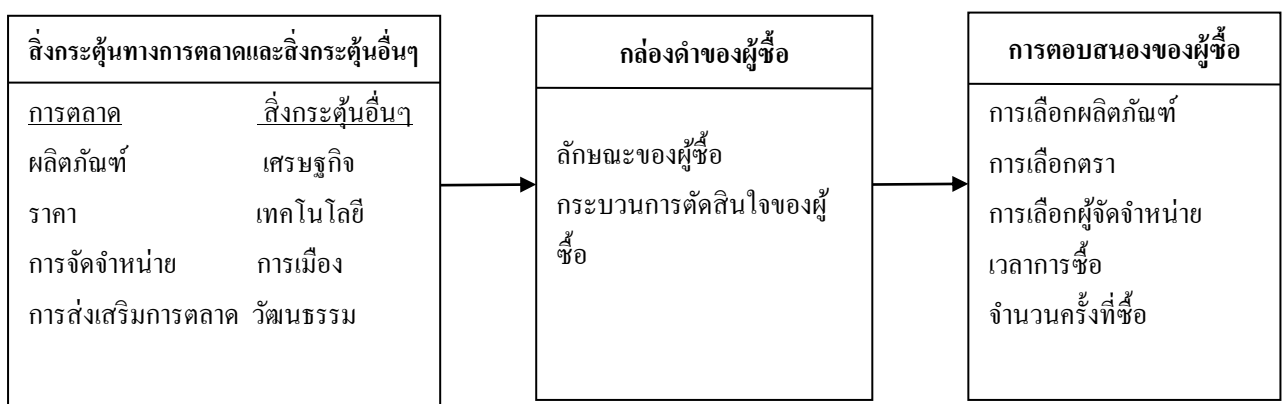 สิ่งกระตุ้นทางการตลาดและสิ่งกระตุ้นอื่นๆ
การตลาด สิ่งกระตุ้นอื่นๆ
ผลิตภัณฑ์ เศรษฐกิจ
ราคา เทคโนโลยี
การจัดจำหน่าย การเมือง
การส่งเสริมการตลาด วัฒนธรรม
กล่องดำของผู้ซื้อ
ลักษณะของผู้ซื้อ
กระบวนการตัดสินใจของผู้
ซื้อ
การตอบสนองของผู้ซื้อ
การเลือกผลิตภัณฑ์
การเลือกตรา
การเลือกผู้จัดจำหน่าย
เวลาการซื้อ
จำนวนครั้งที่ซื้อ